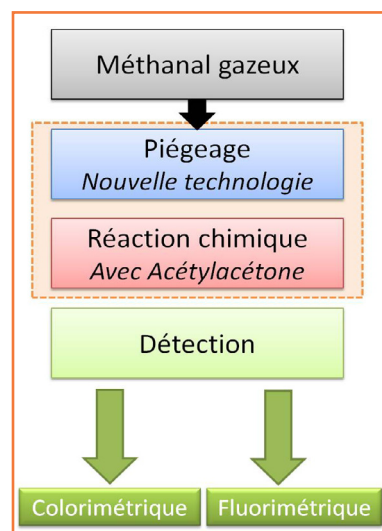 Méthanal gazeux
Piégeage
Nouvelle technologie
Réaction chimique
Avec Acétylacétone
Détection
Colorimétrique
Fluorimétrique